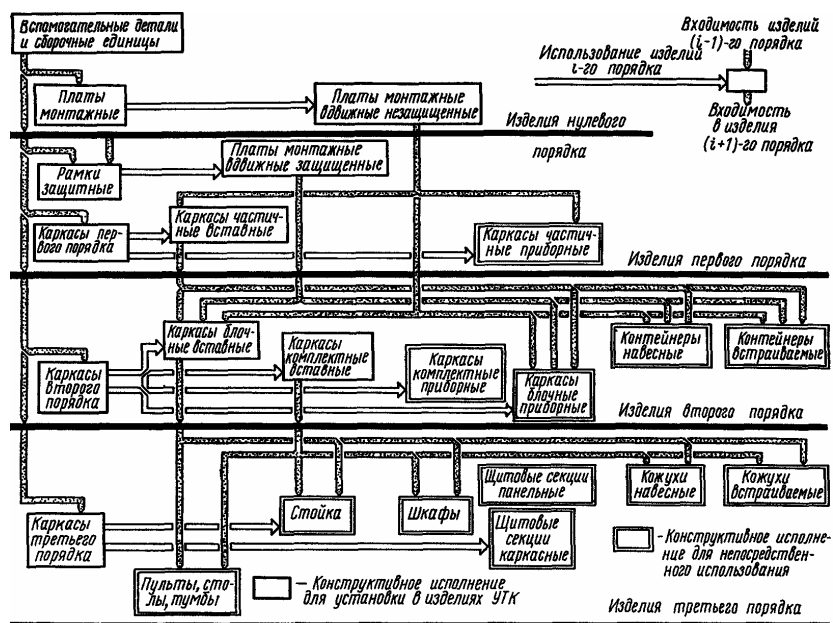 Вспомогательные детали
и сборочные единицы
Входимость изделий
(i-1)-го порядка
Использование изделий
i-го порядка
Входимость
в изделия
(i+1)-го порядка
Платы
монтажные
Платы монтажные
вдвижные незащищенные
Изделия нулевого
порядка
Рамки
защитные
Платы монтажные
вдвижные защищенные
Каркасы пер-
вого порядка
Каркасы частич-
ные вставные
Каркасы частич-
ные приборные
Изделия первого порядка
Каркасы блоч-
ные вставные
Каркасы
комплектные
вставные
Каркасы
комплектные
приборные
Каркасы
блочные
приборные
Контейнеры
навесные
Контейнеры
встраиваемые
Каркасы
второго
порядка
Изделия второго порядка
Щитовые секции
панельные
Кожухи
навесные
Кожухи
встраиваемые
Каркасы
третьего
порядка
Стойка
Шкафы
Щитовые
секции
каркасные
-Конструктивное исполне-
ние для непосредствен-
ного использования
Пульты, сто-
лы, тумбы
— Конструктивное исполнение
для установки в изделиях УТК
Изделия третьего порядка